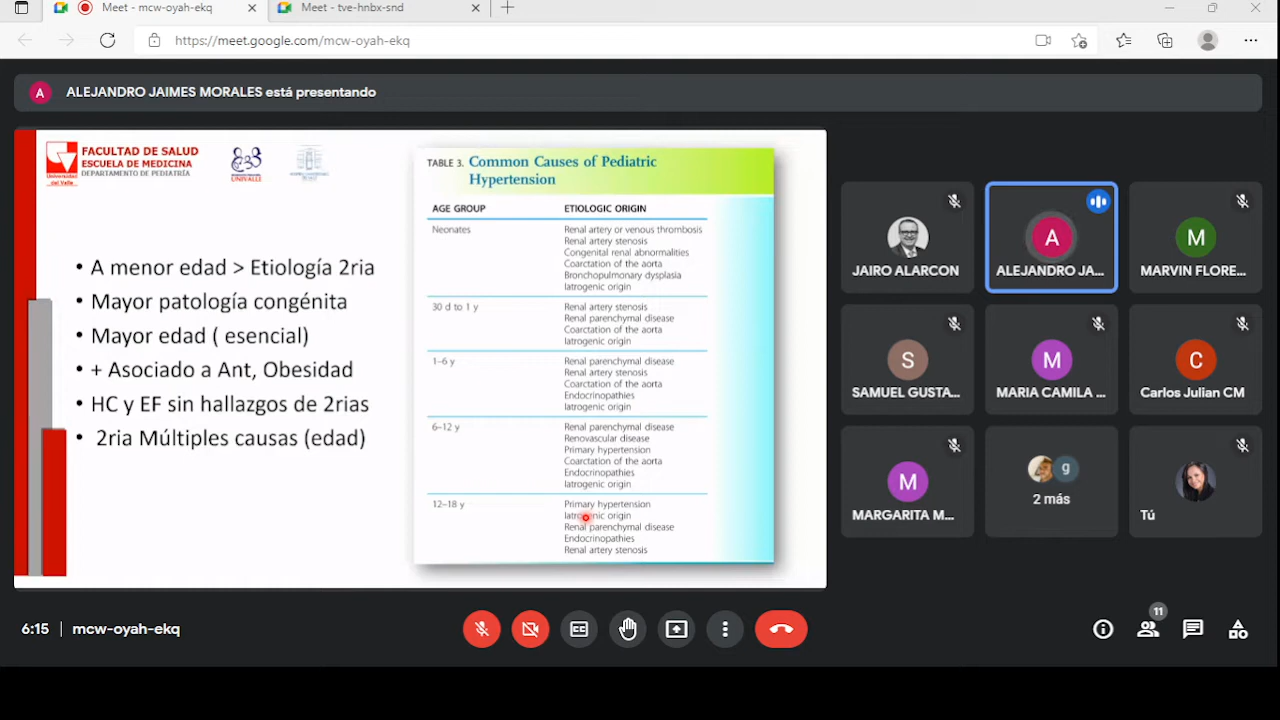 Meet - mcw-oyah-ekq
Meet - tve-hnbx-snd
https://meet.google.com/mcw-oyah-ekq
A
ALEJANDRO JAIMES MORALES está presentando
Universidad
del Valle
FACULTAD DE SALUD
ESCUELA DE MEDICINA
DEPARTAMENTO DE PEDIATRÍA
UNIVALLE
• A menor edad > Etiología 2ria
• Mayor patología congénita
• Mayor edad ( esencial)
• + Asociado a Ant, Obesidad
• HC y EF sin hallazgos de 2rias
• 2ria Múltiples causas (edad)
TABLE 3. Common Causes of Pediatric
Hypertension
AGE GROUP ETIOLOGIC ORIGIN
Neonates Renal artery or venous thrombosis
Renal artery stenosis
Congenital renal abnormalities
Coarctation of the aorta
Bronchopulmonary dysplasia
Iatrogenic origin
30 d to 1 y Renal artery stenosis
Renal parenchymal disease
Coarctation of the aorta
Iatrogenic origin
1–6 y Renal parenchymal disease
Renal artery stenosis
Coarctation of the aorta
Endocrinopathies
Iatrogenic origin
6–12 y Renal parenchymal disease
Renovascular disease
Primary hypertension
Coarctation of the aorta
Endocrinopathies
Iatrogenic origin
12–18 y Primary hypertension
Iatrogenic origin
Renal parenchymal disease
Endocrinopathies
Renal artery stenosis
JAIRO ALARCON
A
ALEJANDRO JA...
M
MARVIN FLORE...
S
SAMUEL GUSTA...
M
MARIA CAMILA ...
C
Carlos Julian CM
M
MARGARITA M...
g
2 más
Tú
6:15 | mcw-oyah-ekq
11